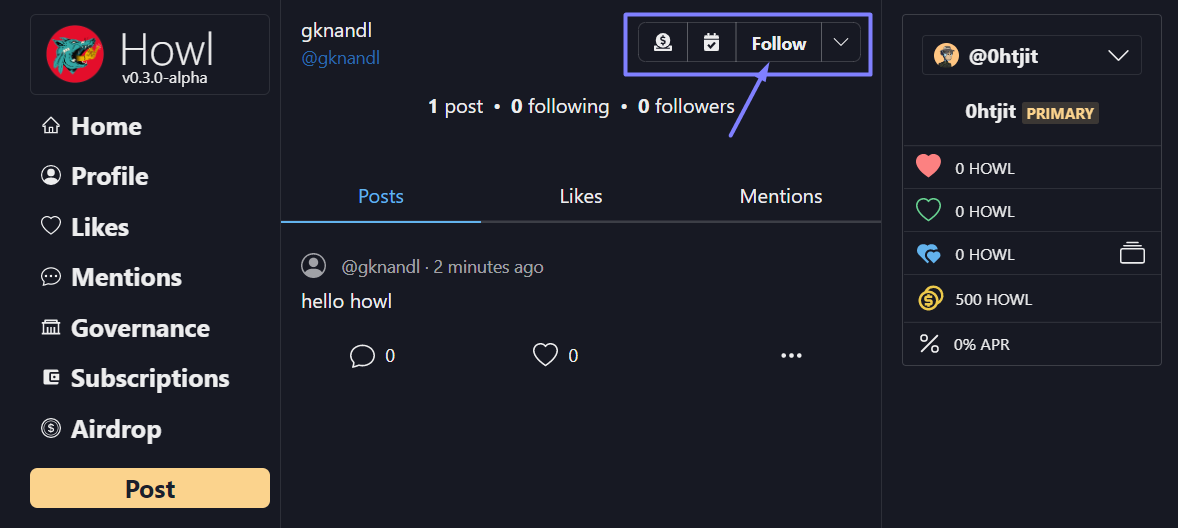 Howl
v0.3.0-alpha
Home
Profile
Likes
Mentions
Governance
Subscriptions
Airdrop
Post
gknandl
@gknandl
Follow
1 post • 0 following • 0 followers
Posts Likes Mentions
@gknandl · 2 minutes ago
hello howl
0 0
@0htjit
0htjit PRIMARY
0 HOWL
0 HOWL
0 HOWL
500 HOWL
0% APR